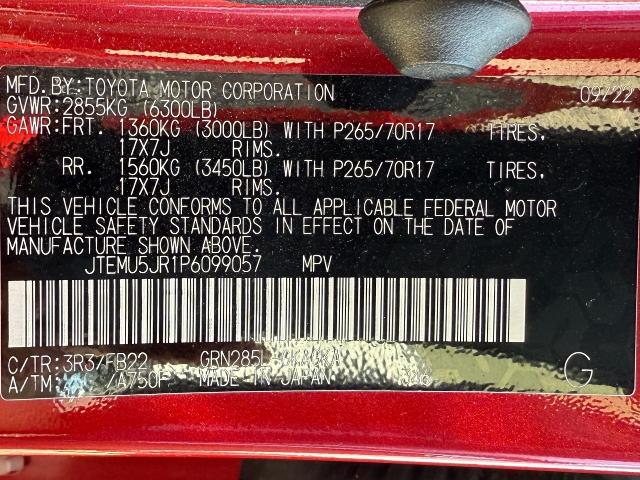 MFD. BY: TOYOTA MOTOR CORPORATION 09/22
GVWR: 2855KG (6300LB)
GAWR: FRT. 1360KG (3000LB) WITH P265/70R17 TIRES,
17X7J RIMS.
RR. 1560KG (3450LB) WITH P265/70R17 TIRES,
17X7J RIMS.
THIS VEHICLE CONFORMS TO ALL APPLICABLE FEDERAL MOTOR
VEHICLE SAFETY STANDARDS IN EFFECT ON THE DATE OF
MANUFACTURE SHOWN ABOVE.
JTEMU5JR1P6099057 MPV
C/TR: 3R3/FB22
A/TM: /A750F MADE IN JAPAN
G